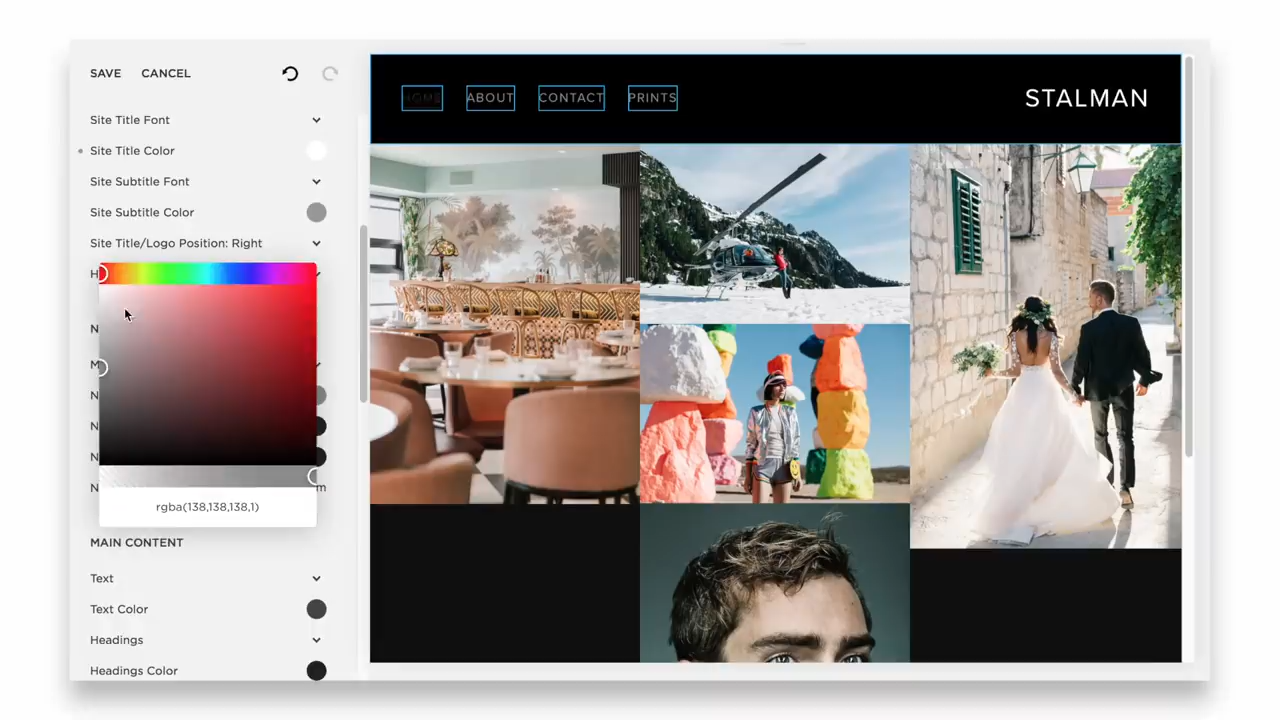 SAVE CANCEL
Site Title Font
Site Title Color
Site Subtitle Font
Site Subtitle Color
Site Title/Logo Position: Right
H
N
M
N
N
N
N m
rgba(138,138,138,1)
MAIN CONTENT
Text
Text Color
Headings
Headings Color
HOME ABOUT CONTACT PRINTS STALMAN